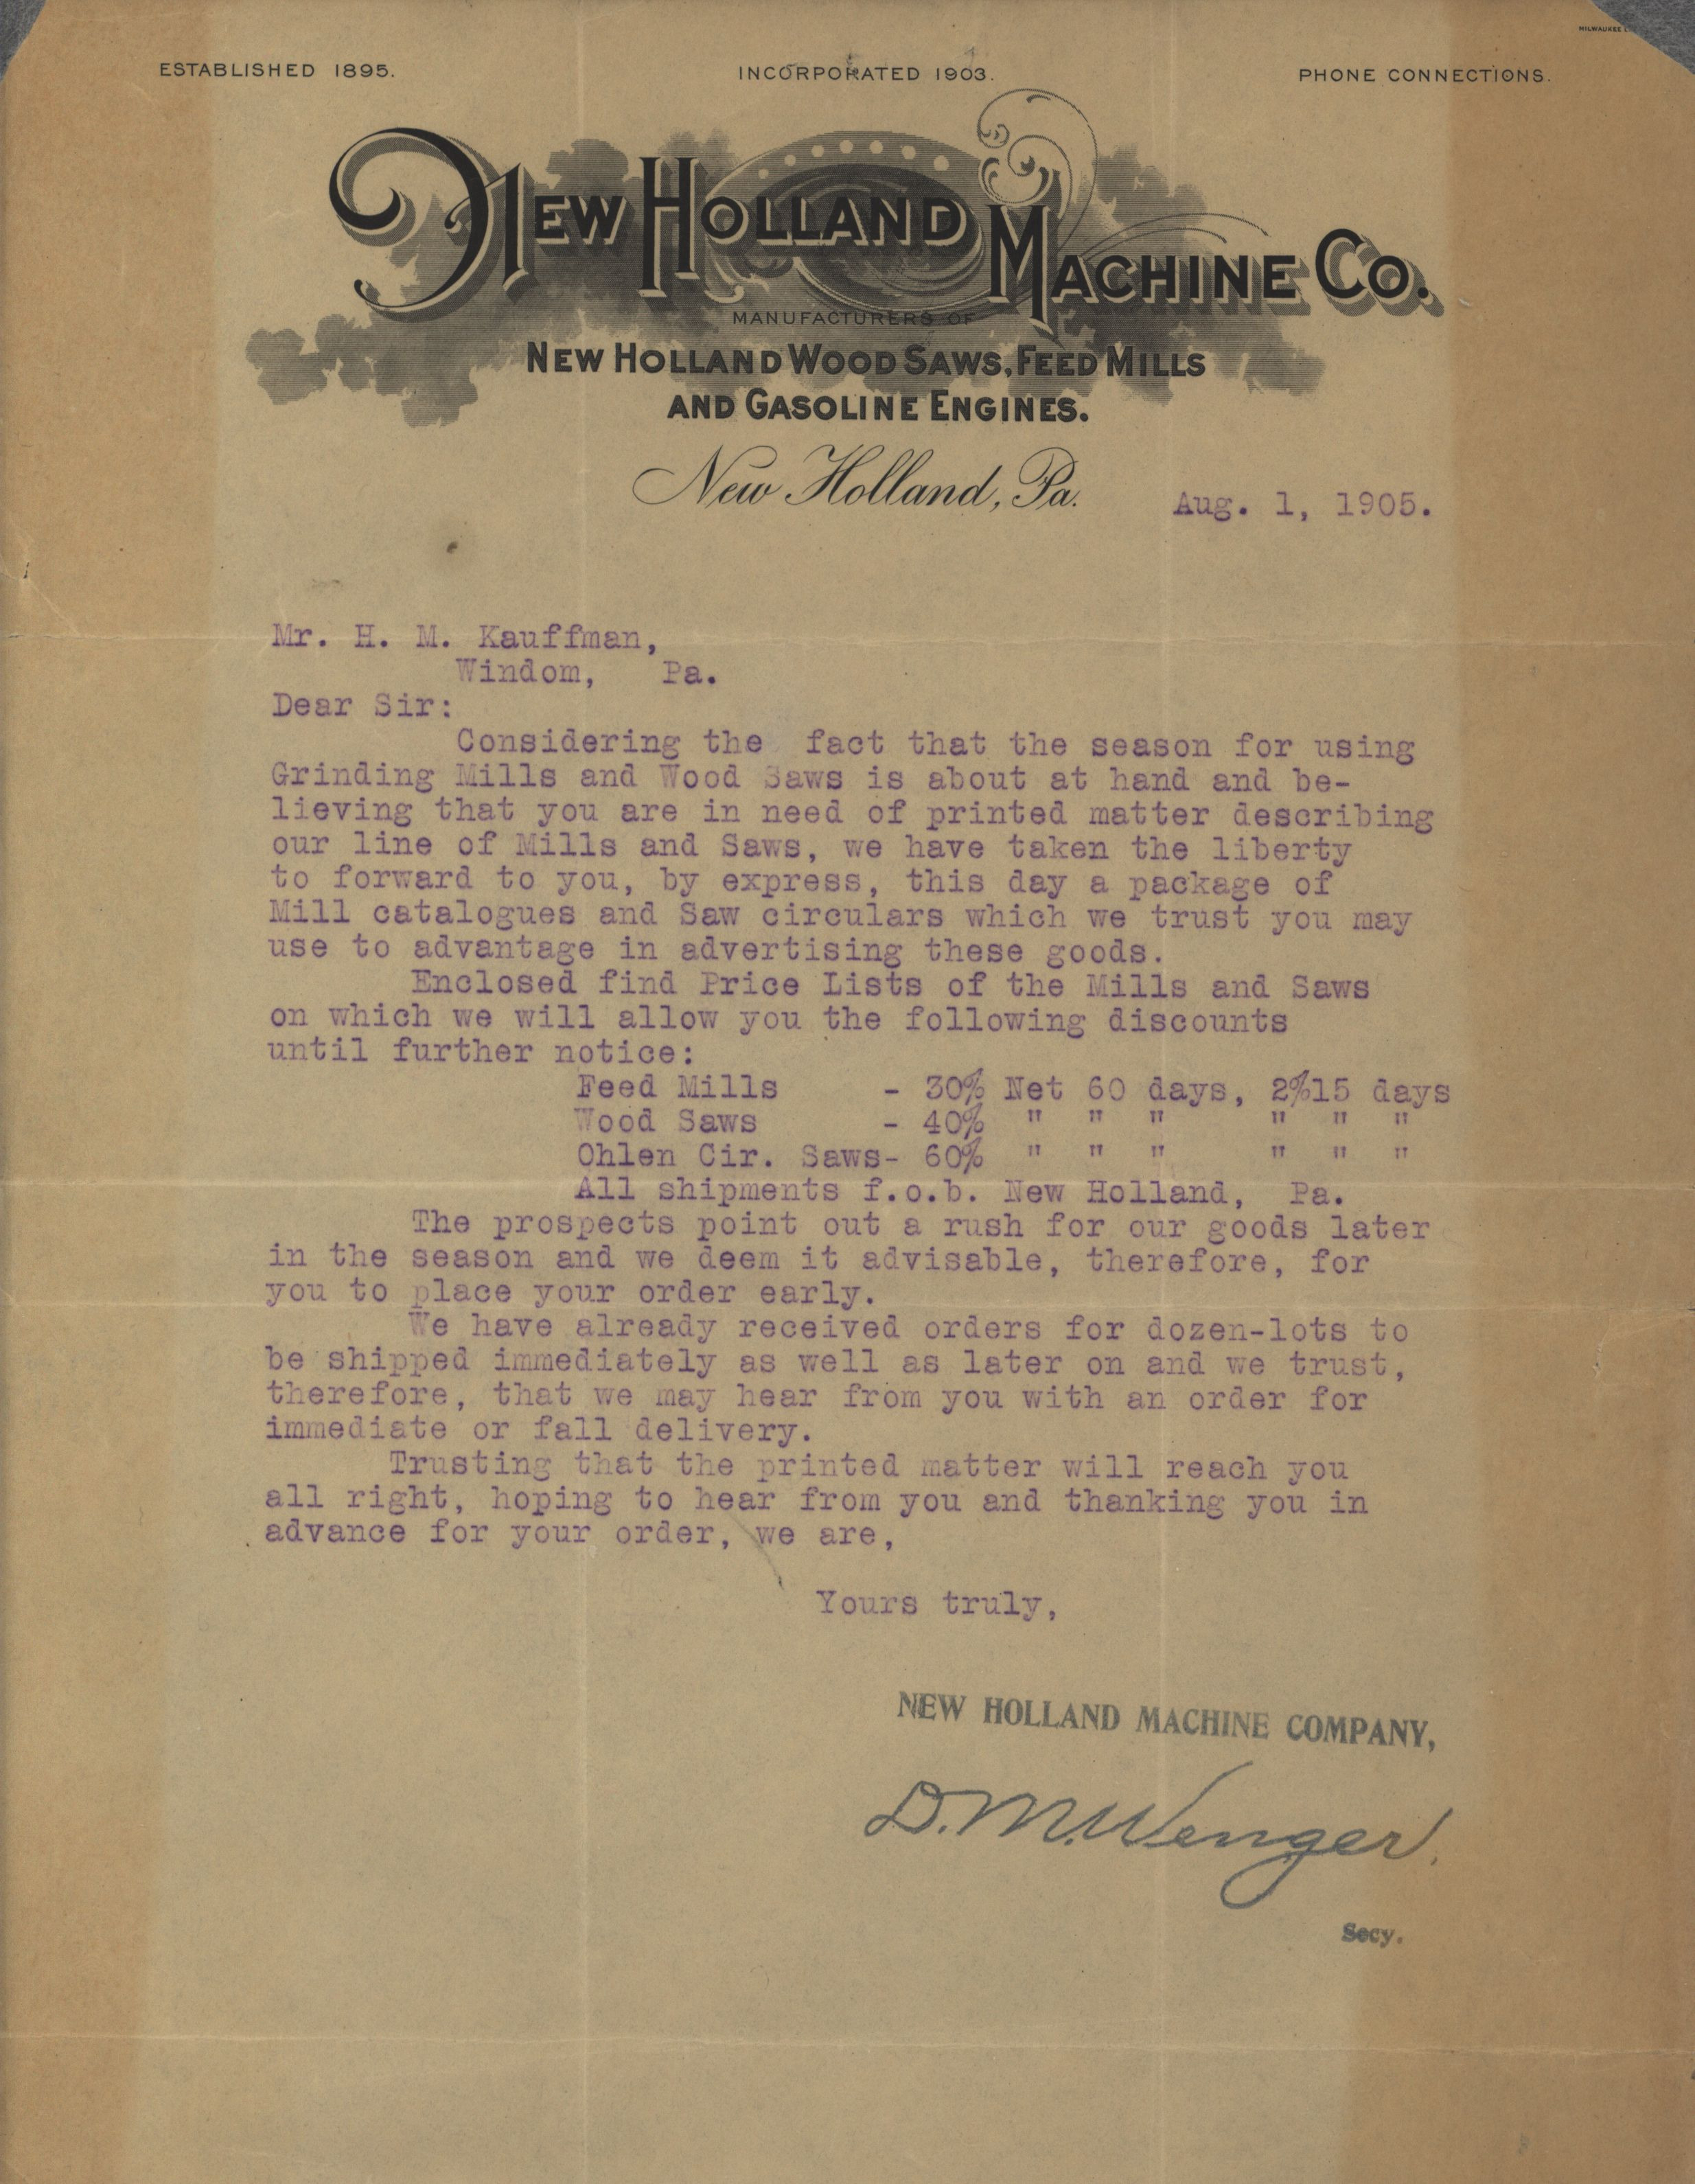 MILWAUKEE
ESTABLISHED 1895. INCORPORATED 1903. PHONE CONNECTIONS.
NEW HOLLAND MACHINE CO.
MANUFACTURERS OF
NEW HOLLAND WOOD SAWS, FEED MILLS
AND GASOLINE ENGINES.
New Holland, Pa. Aug. 1, 1905.
Mr. H. M. Kauffman,
Windom, Pa.
Dear Sir:
Considering the fact that the season for using
Grinding Mills and Wood Saws is about at hand and be-
lieving that you are in need of printed matter describing
our line of Mills and Saws, we have taken the liberty
to forward to you, by express, this day a package of
Mill catalogues and Saw circulars which we trust you may
use to advantage in advertising these goods.
Enclosed find Price Lists of the Mills and Saws
on which we will allow you the following discounts
until further notice:
Feed Mills - 30% Net 60 days, 2%15 days
Wood Saws - 40% " " " " " "
Ohlen Cir. Saws- 60% " " " " " "
All shipments f.o.b. New Holland, Pa.
The prospects point out a rush for our goods later
in the season and we deem it advisable, therefore, for
you to place your order early.
We have already received orders for dozen-lots to
be shipped immediately as well as later on and we trust,
therefore, that we may hear from you with an order for
immediate or fall delivery.
Trusting that the printed matter will reach you
all right, hoping to hear from you and thanking you in
advance for your order, we are,
Yours truly,
NEW HOLLAND MACHINE COMPANY,
D. M. Wenger.
Secy.